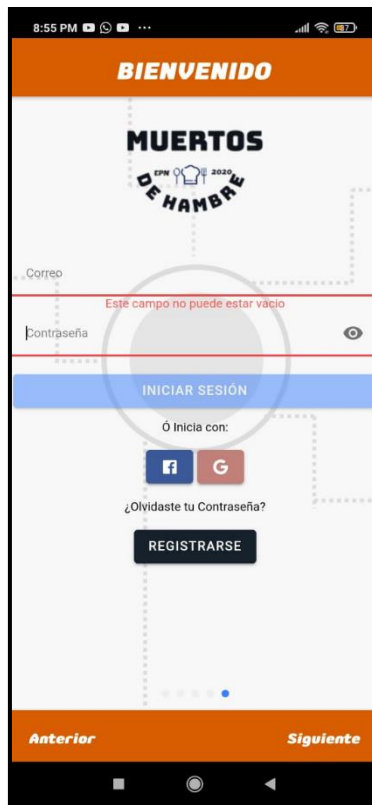 8:55 PM
BIENVENIDO
MUERTOS
EPN 2020
DE HAMBRE
Correo
Este campo no puede estar vacio
Contraseña
INICIAR SESIÓN
Ó Inicia con:
f G
¿Olvidaste tu Contraseña?
REGISTRARSE
Anterior Siguiente